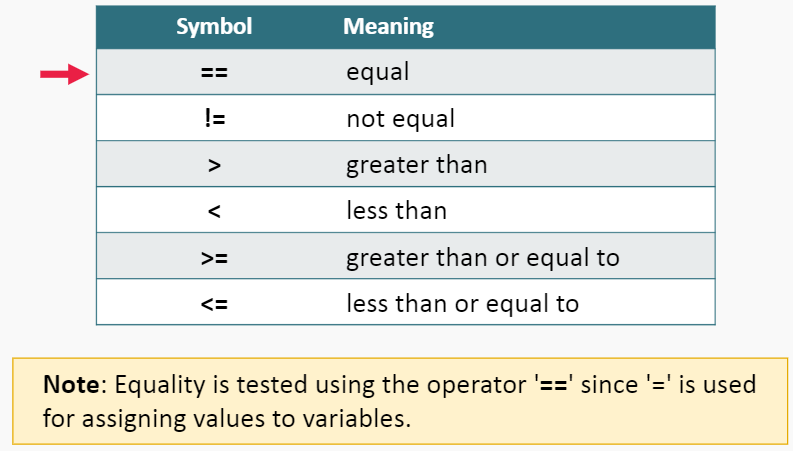 Symbol Meaning
== equal
!= not equal
> greater than
< less than
>= greater than or equal to
<= less than or equal to
Note: Equality is tested using the operator '==' since '=' is used
for assigning values to variables.